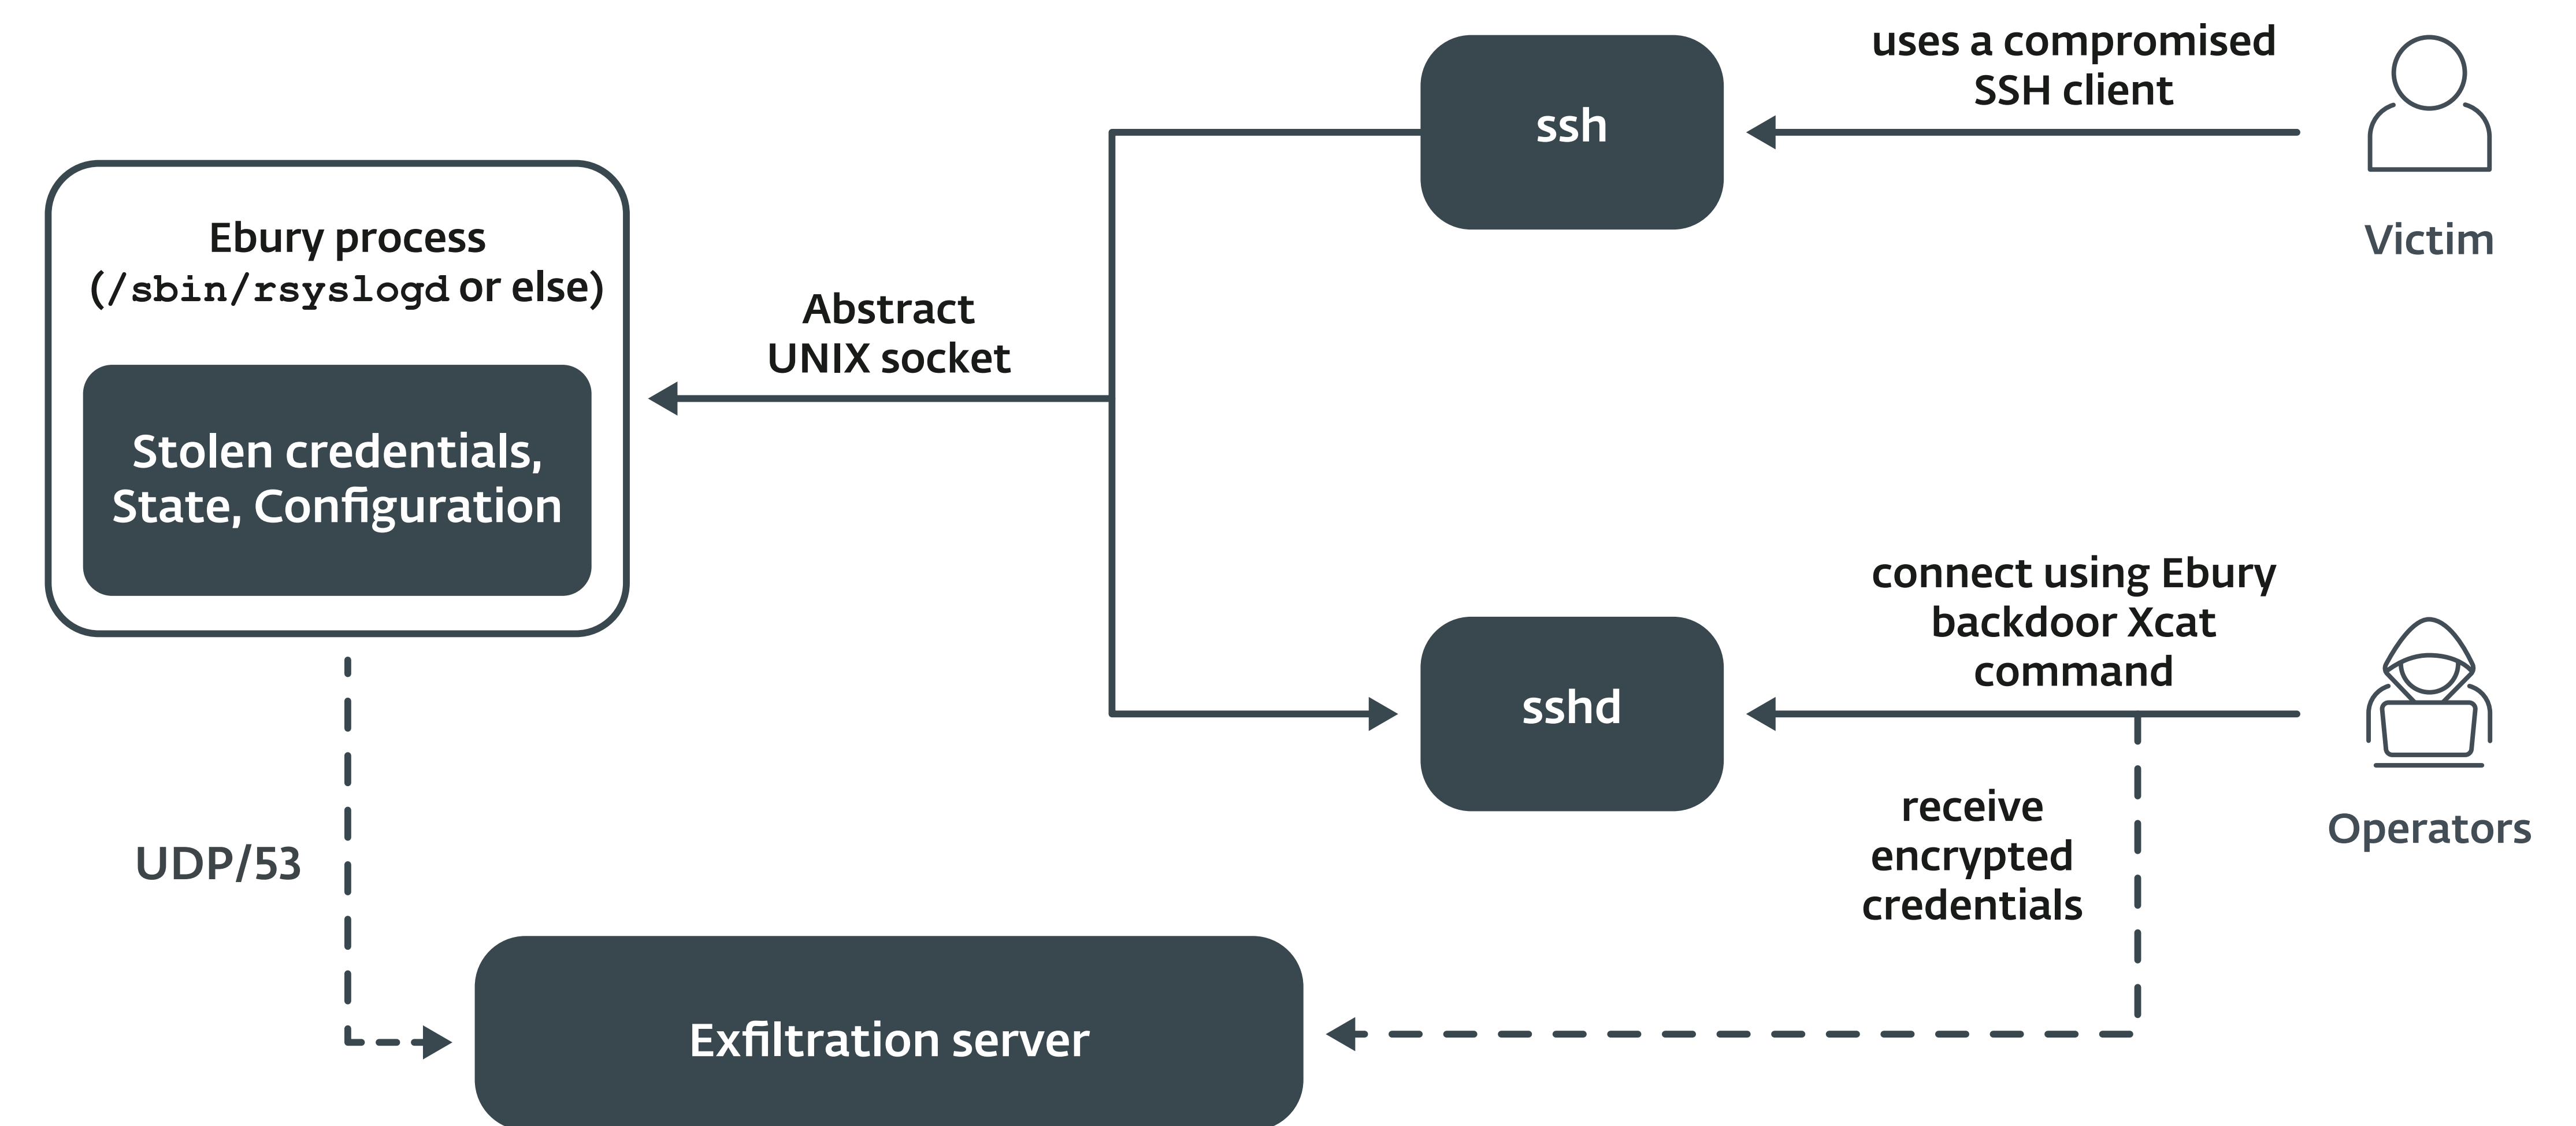 uses a compromised
SSH client
ssh
Victim
Ebury process
(/sbin/rsyslogd or else)
Abstract
UNIX socket
Stolen credentials,
State, Configuration
connect using Ebury
backdoor Xcat
command
sshd
receive
encrypted
credentials
Operators
UDP/53
Exfiltration server